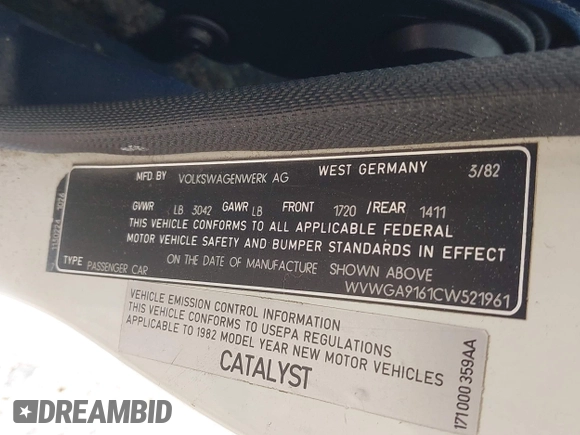 MFD BY VOLKSWAGENWERK AG WEST GERMANY 3/82
GVWR LB 3042 GAWR LB FRONT 1720 /REAR 1411
THIS VEHICLE CONFORMS TO ALL APPLICABLE FEDERAL
MOTOR VEHICLE SAFETY AND BUMPER STANDARDS IN EFFECT
ON THE DATE OF MANUFACTURE SHOWN ABOVE
TYPE PASSENGER CAR WVWGA9161CW521961
VEHICLE EMISSION CONTROL INFORMATION
THIS VEHICLE CONFORMS TO USEPA REGULATIONS
APPLICABLE TO 1982 MODEL YEAR NEW MOTOR VEHICLES
CATALYST
171 000 359AA
DREAMBID